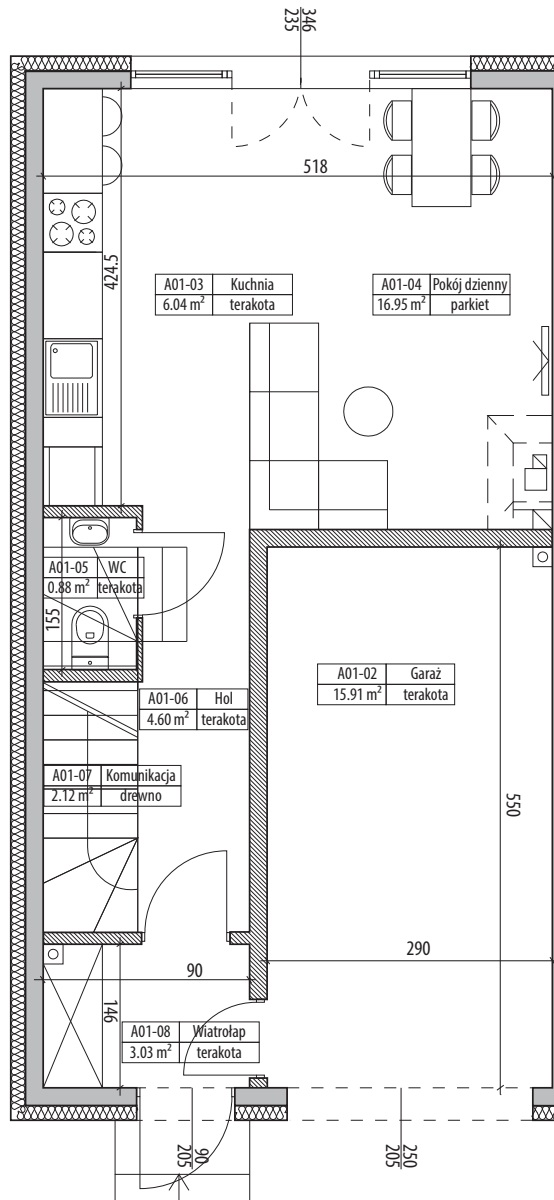 346
235
518
424.5
A01-03 Kuchnia
6.04 m² terakota
A01-04 Pokój dzienny
16.95 m² parkiet
A01-05 WC
0.88 m² terakota
155
A01-02 Garaż
15.91 m² terakota
A01-06 Hol
4.60 m² terakota
A01-07 Komunikacja
2.12 m² drewno
550
90
290
146
A01-08 Wiatrołap
3.03 m² terakota
90
205
250
205